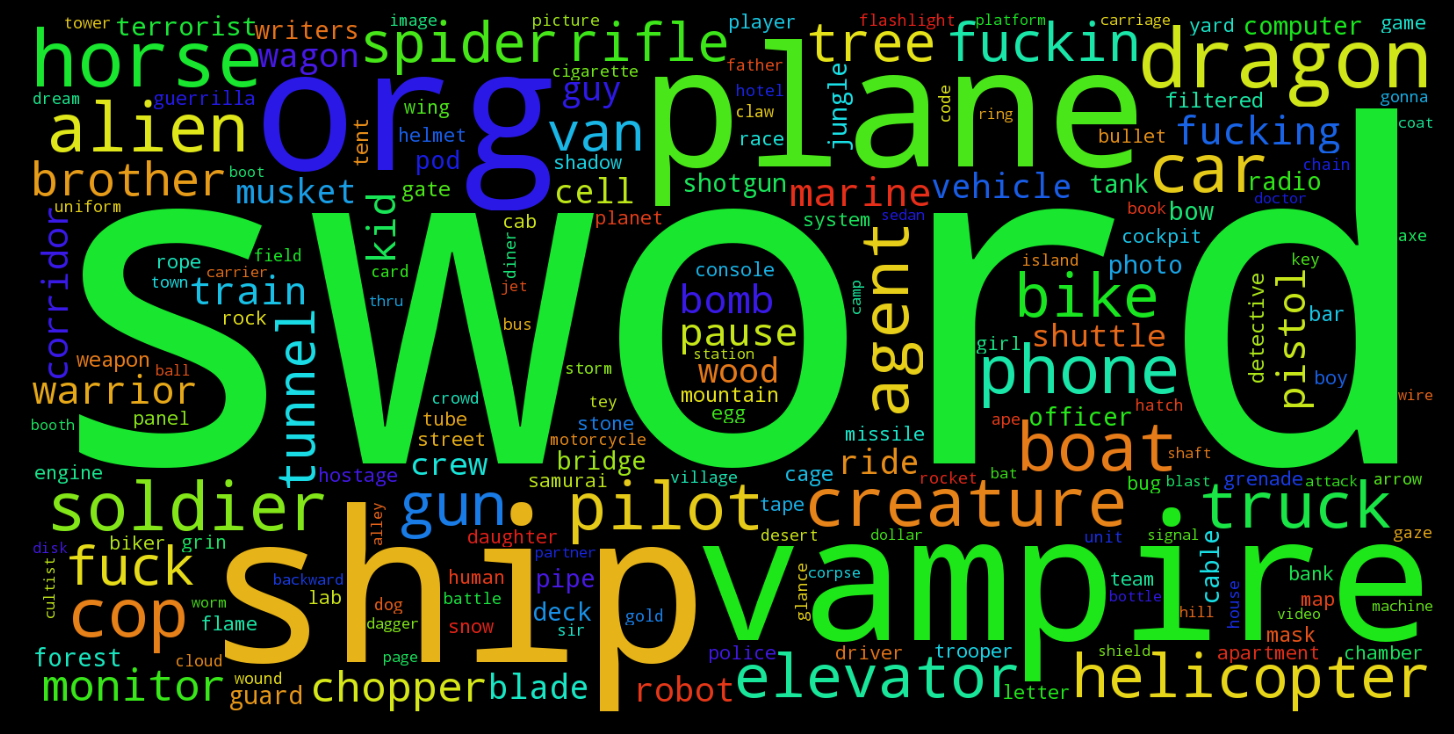 tower terrorist writers image picture player flashlight platform carriage yard computer game
horse wagon spider rifle tree fuckin dragon
dream guerrilla cigarette guy father hotel jungle code ring filtered gonna
alien org plane wing helmet tent pod van claw race bullet fucking coat
brother boot musket gate shadow cell shotgun marine vehicle tank car radio chain
uniform kid cab planet system sedan book bow doctor axe
corridor rope field card diner console agent cockpit key
sword
town carrier train thru jet bomb camp island photo bike detective pistol bar
rock tunnel bus pause station girl shuttle
weapon ball storm wood phone boy
warrior panel crowd tey mountain egg hatch wire
booth tube stone ape officer
street motorcycle missile boat shaft
engine hostage crew bridge samurai village cage ride rocket bat bug blast grenade attack arrow
soldier gun pilot tape creature truck
disk biker grin alley daughter partner desert dollar unit signal gaze
fuck ship vampire
cultist backward human pipe glance corpse team cable bank
cop worm lab dog battle deck gold bottle hill house map video machine
flame dagger snow sir mask
forest cloud page police driver trooper shield apartment chamber
monitor wound guard chopper blade robot elevator letter helicopter